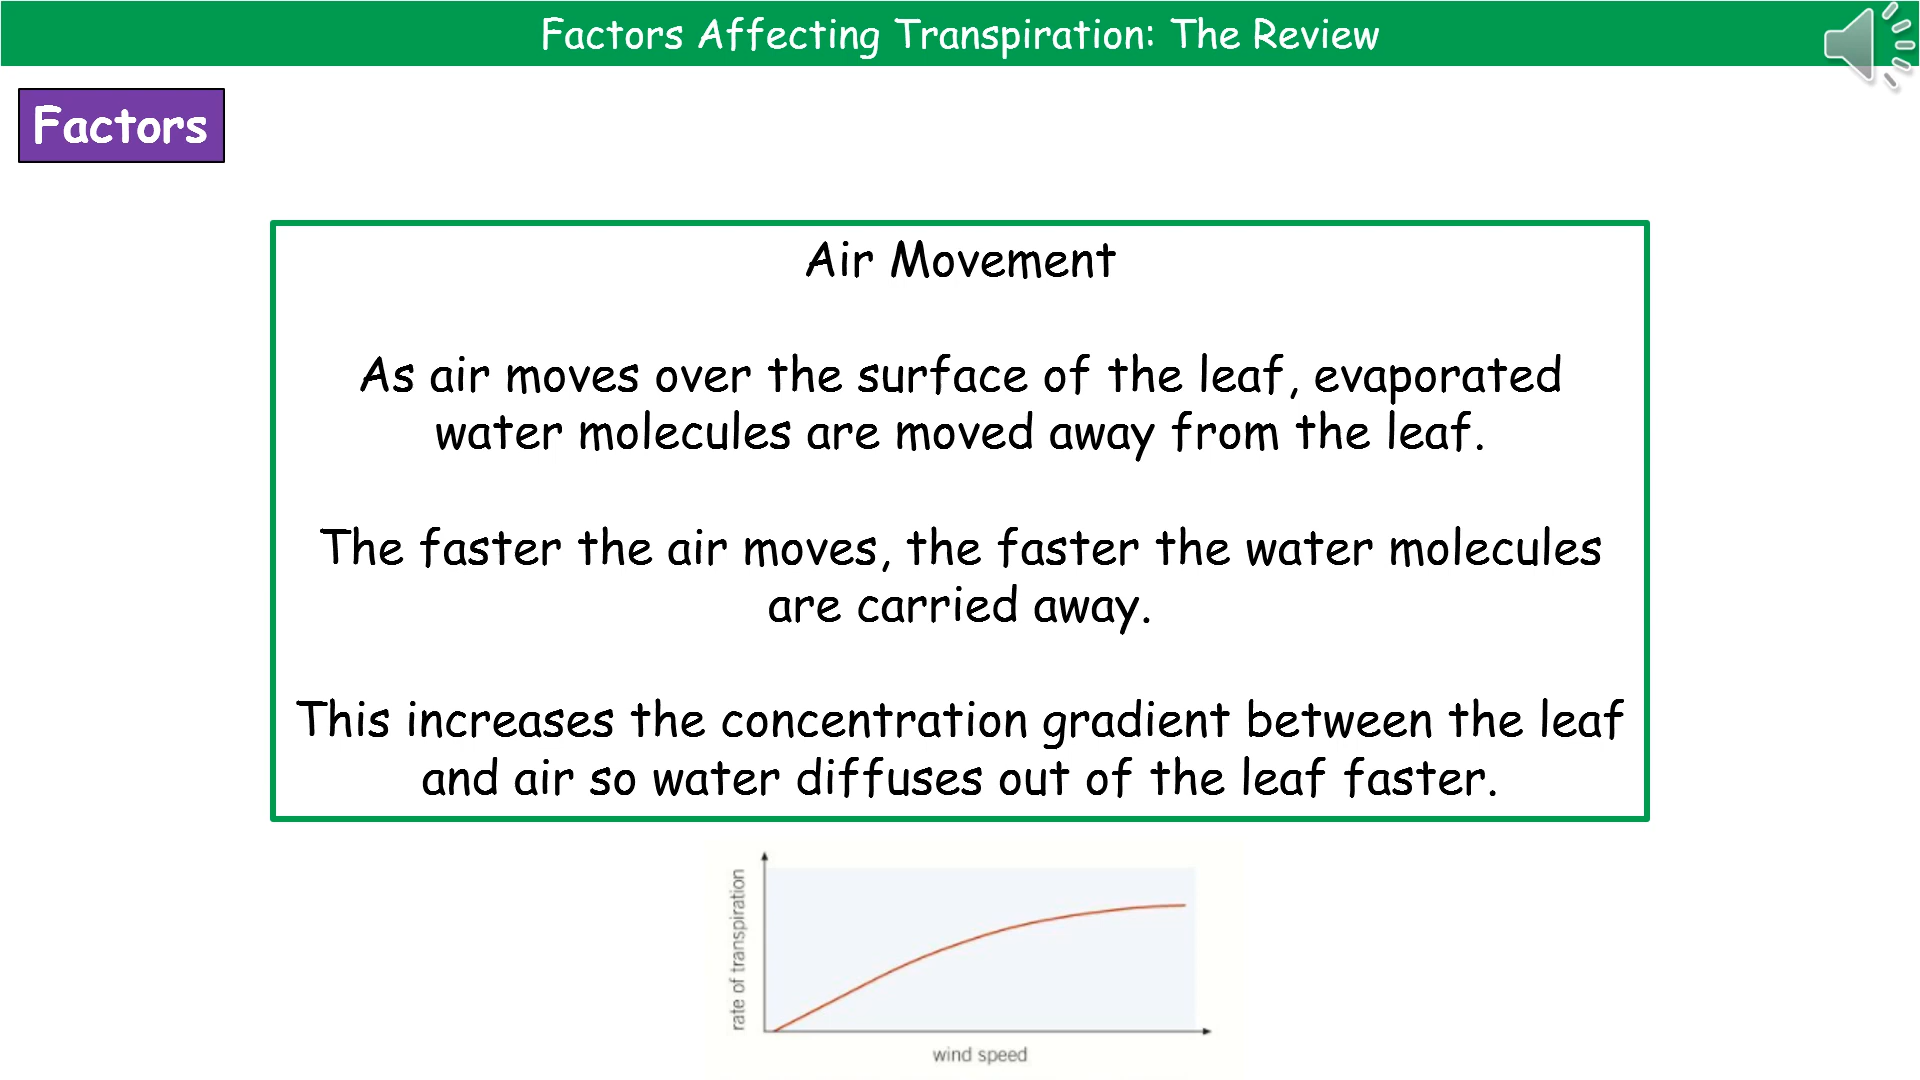 Factors Affecting Transpiration: The Review
Factors
Air Movement
As air moves over the surface of the leaf, evaporated
water molecules are moved away from the leaf.
The faster the air moves, the faster the water molecules
are carried away.
This increases the concentration gradient between the leaf
and air so water diffuses out of the leaf faster.
rate of transpiration
wind speed